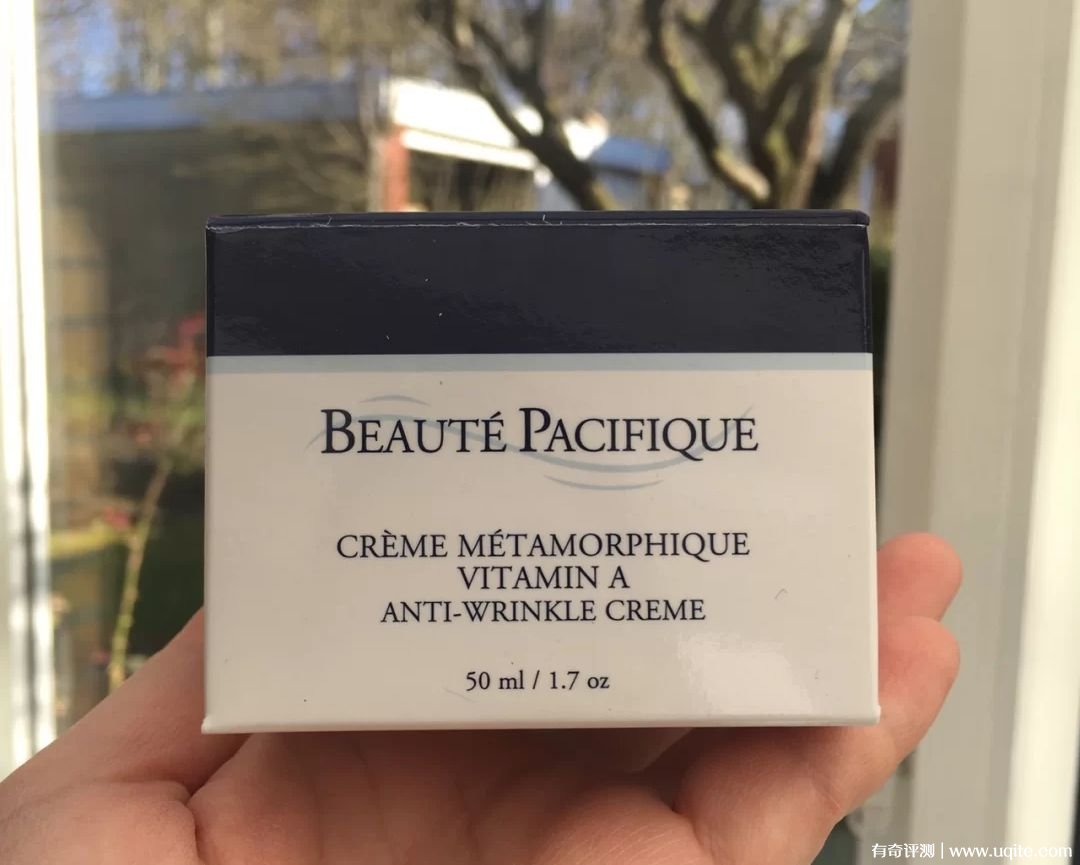 BEAUTÉ PACIFIQUE
CRÈME MÉTAMORPHIQUE
VITAMIN A
ANTI-WRINKLE CREME
50 ml / 1.7 oz
有奇评测 | www.uqite.com